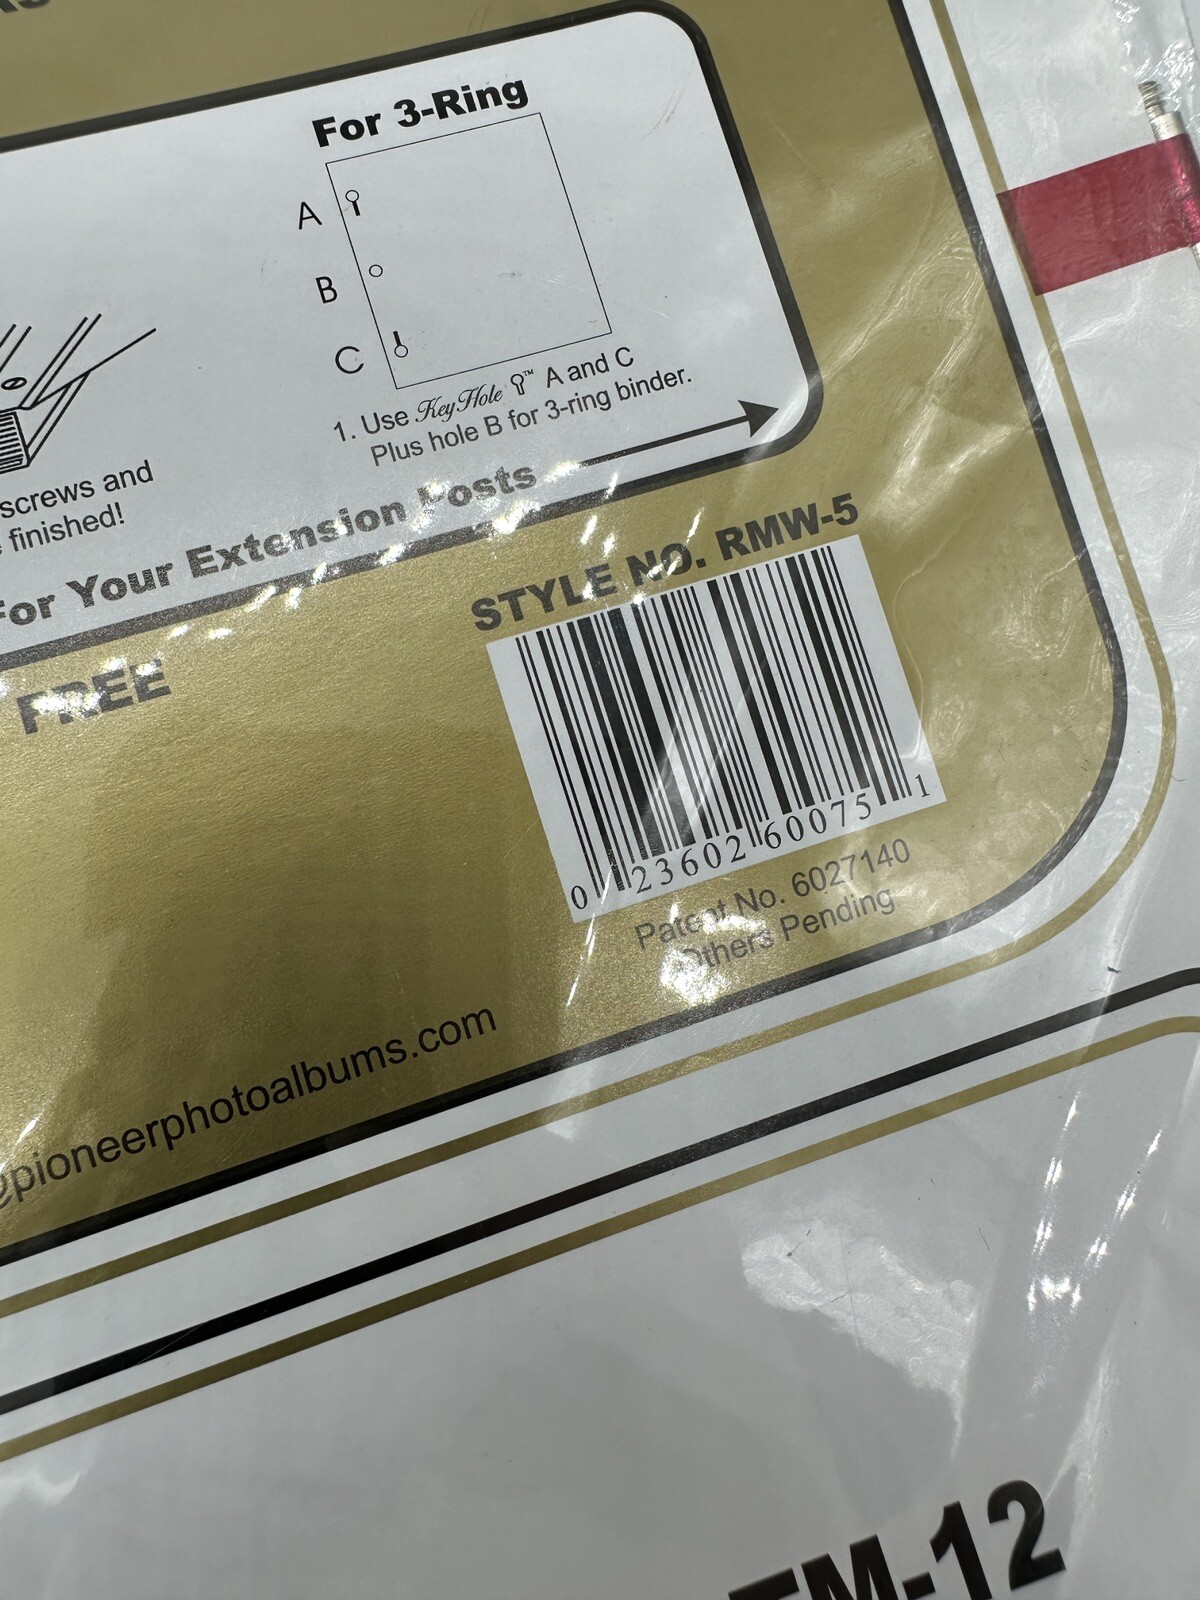 For 3-Ring
A
B
C
1. Use KeyHole ™ A and C
Plus hole B for 3-ring binder.
screws and
finished!
For Your Extension Posts
STYLE NO. RMW-5
FREE
0 23602 60075 1
Patent No. 6027140
Others Pending
@pioneerphotoalbums.com
M-12